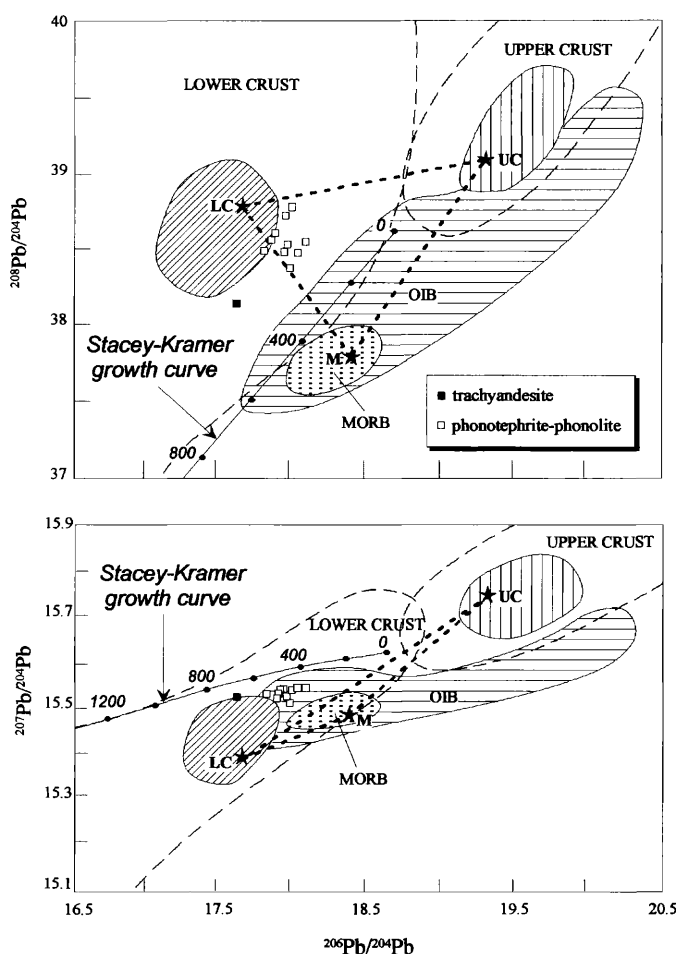 40
39
38
37
208Pb/204Pb
LOWER CRUST
UPPER CRUST
LC
UC
0
OIB
400
M
Stacey-Kramer
growth curve
MORB
800
trachyandesite
phonotephrite-phonolite
15.9
15.7
15.5
15.3
15.1
207Pb/204Pb
Stacey-Kramer
growth curve
UPPER CRUST
LOWER CRUST
UC
0
400
800
1200
OIB
M
LC
MORB
16.5 17.5 18.5 19.5 20.5
206Pb/204Pb